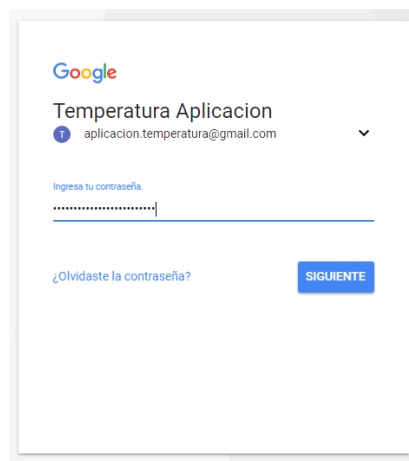 Google
Temperatura Aplicacion
T aplicacion.temperatura@gmail.com
Ingresa tu contraseña.
•••••••••••••••••••••••••
¿Olvidaste la contraseña? SIGUIENTE